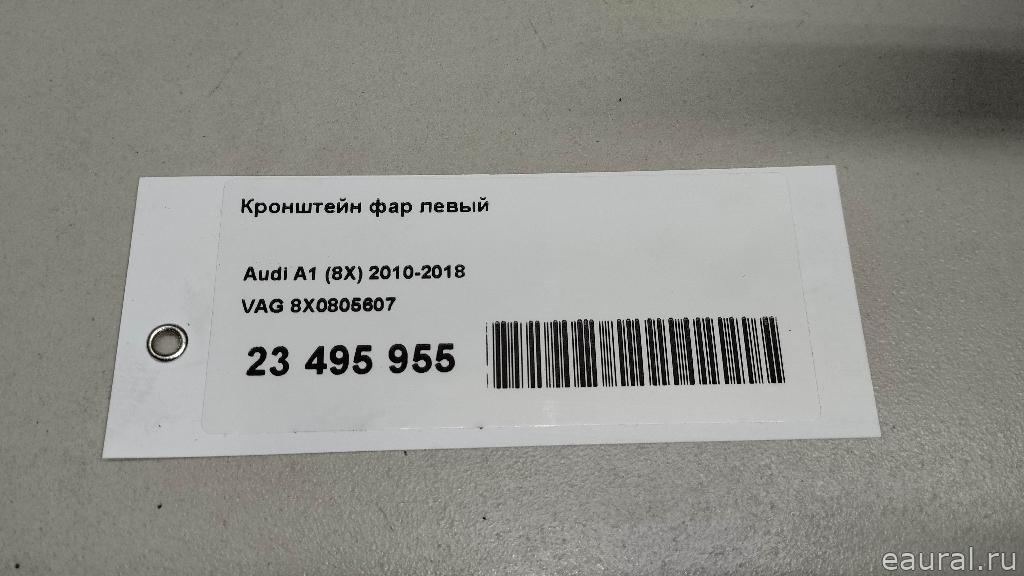 Кронштейн фар левый
Audi A1 (8X) 2010-2018
VAG 8X0805607
23 495 955
eaural.ru